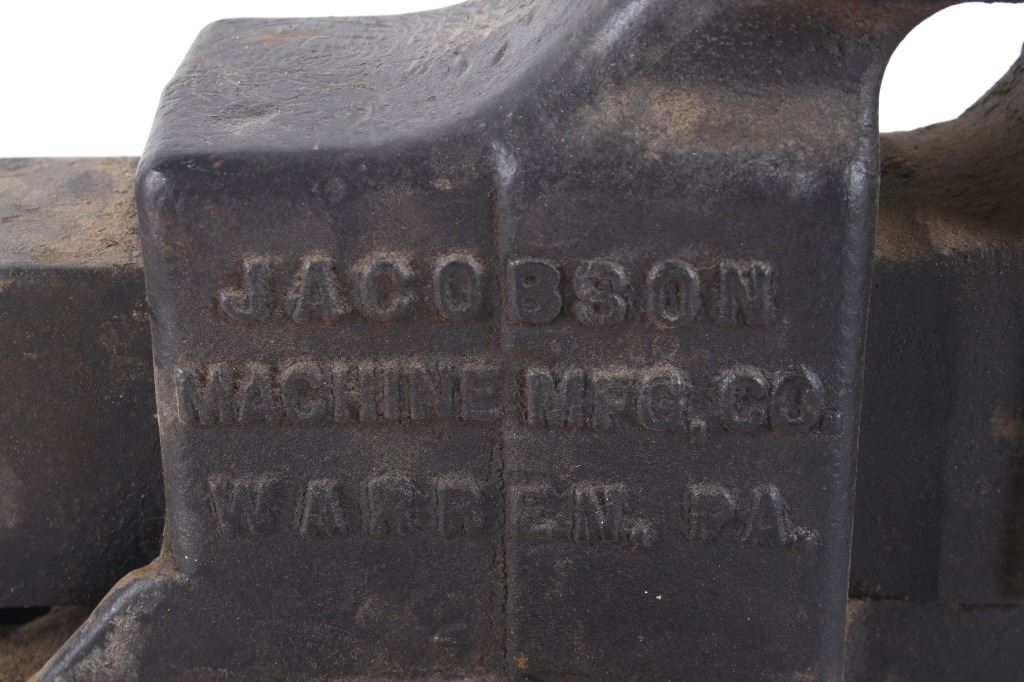 JACOBSON
MACHINE MFG, CO.
WARREN, PA.